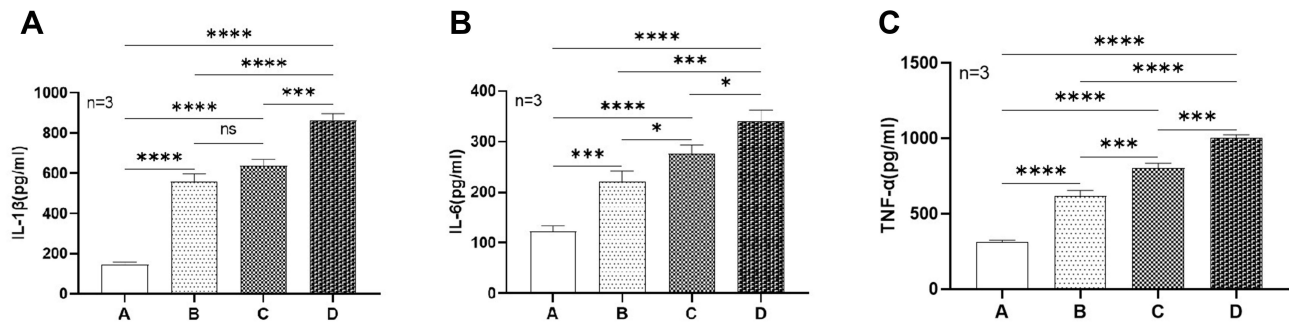 A
****
****
1000
n=3
****
***
800
ns
600
****
400
200
0
IL-1β(pg/ml)
A B C D
B
****
***
400
n=3
****
*
300
***
*
200
100
0
IL-6(pg/ml)
A B C D
C
****
1500
n=3
****
****
***
1000
***
****
500
0
TNF-α(pg/ml)
A B C D